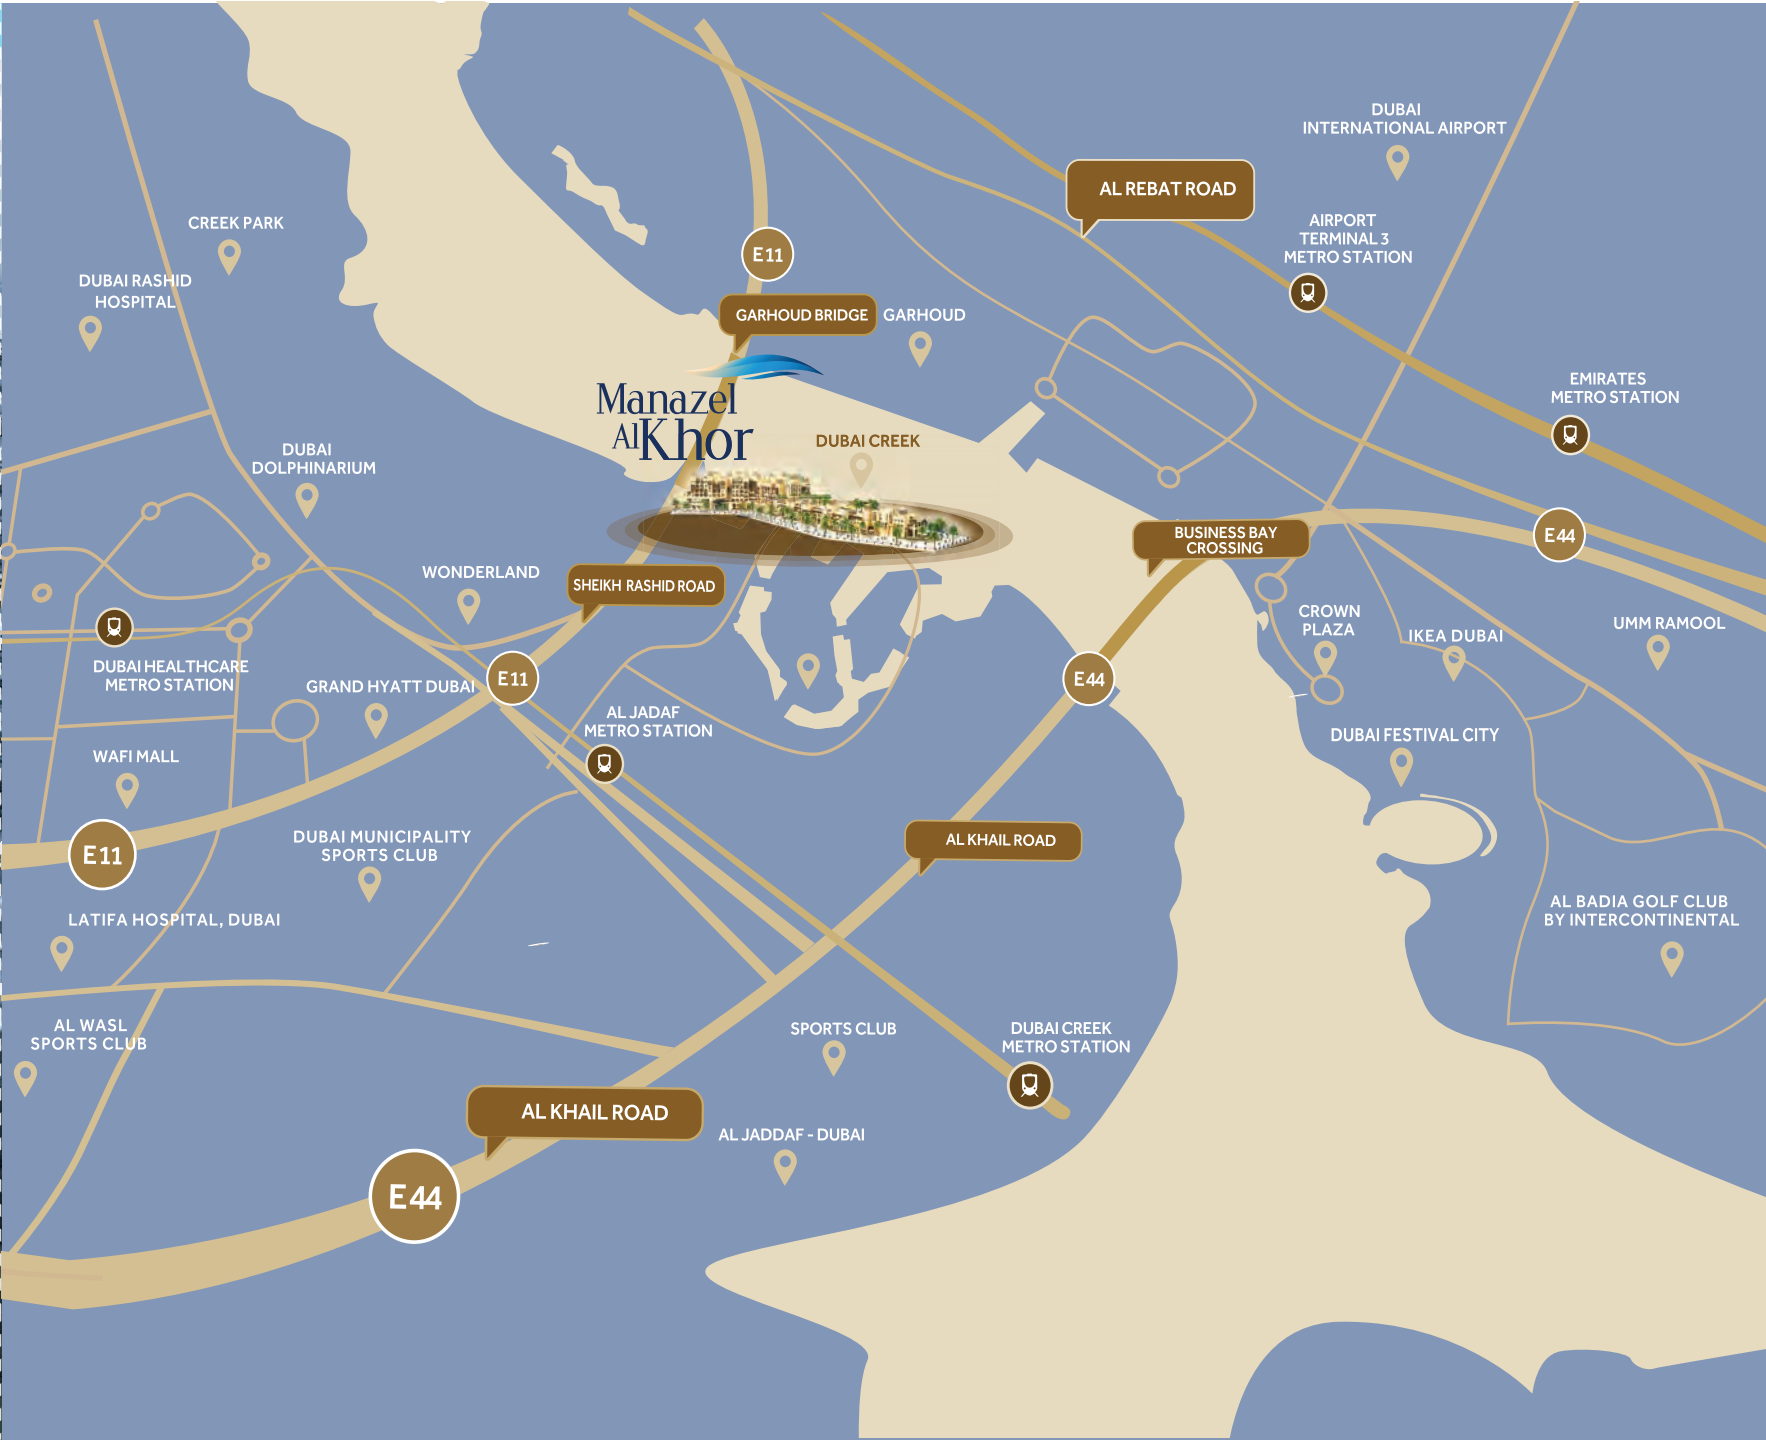 DUBAI
INTERNATIONAL AIRPORT
AL REBAT ROAD
AIRPORT
TERMINAL 3
METRO STATION
CREEK PARK
E11
DUBAI RASHID
HOSPITAL
GARHOUD BRIDGE
GARHOUD
EMIRATES
METRO STATION
Manazel
Al Khor
DUBAI CREEK
DUBAI
DOLPHINARIUM
BUSINESS BAY
CROSSING
E44
WONDERLAND
SHEIKH RASHID ROAD
CROWN
PLAZA
IKEA DUBAI
UMM RAMOOL
DUBAI HEALTHCARE
METRO STATION
GRAND HYATT DUBAI
E11
E44
AL JADAF
METRO STATION
DUBAI FESTIVAL CITY
WAFI MALL
E11
DUBAI MUNICIPALITY
SPORTS CLUB
AL KHAIL ROAD
AL BADIA GOLF CLUB
BY INTERCONTINENTAL
LATIFA HOSPITAL, DUBAI
AL WASL
SPORTS CLUB
SPORTS CLUB
DUBAI CREEK
METRO STATION
AL KHAIL ROAD
AL JADDAF - DUBAI
E44